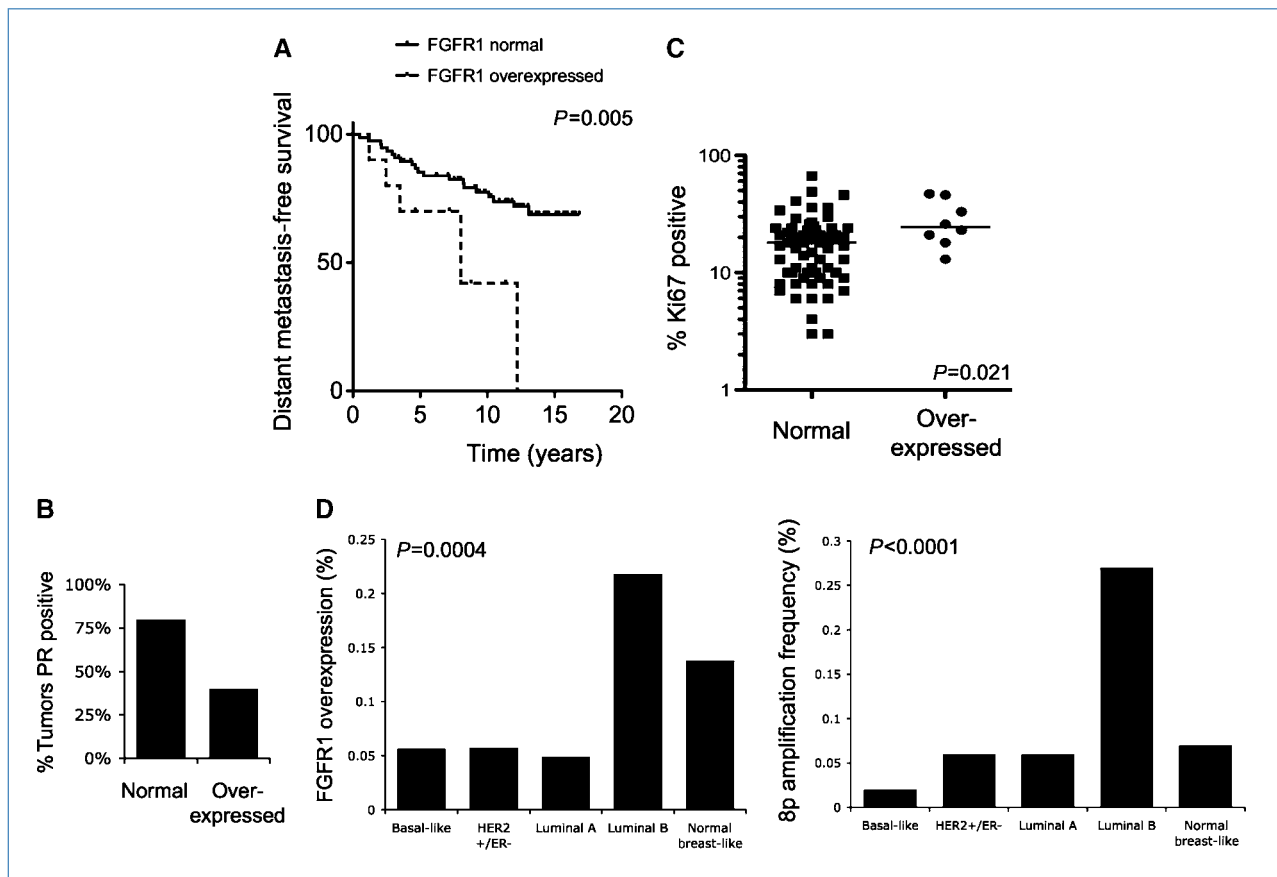 A
FGFR1 normal
FGFR1 overexpressed
P=0.005
Distant metastasis-free survival
100
50
0
0 5 10 15 20
Time (years)
C
% Ki67 positive
100
10
1
P=0.021
Normal
Over-
expressed
B
% Tumors PR positive
100%
75%
50%
25%
0%
Normal
Over-
expressed
D
FGFR1 overexpression (%)
P=0.0004
0.25
0.2
0.15
0.1
0.05
0
Basal-like
HER2
+/ER-
Luminal A
Luminal B
Normal
breast-like
8p amplification frequency (%)
P<0.0001
0.3
0.25
0.2
0.15
0.1
0.05
0
Basal-like
HER2+/ER-
Luminal A
Luminal B
Normal
breast-like